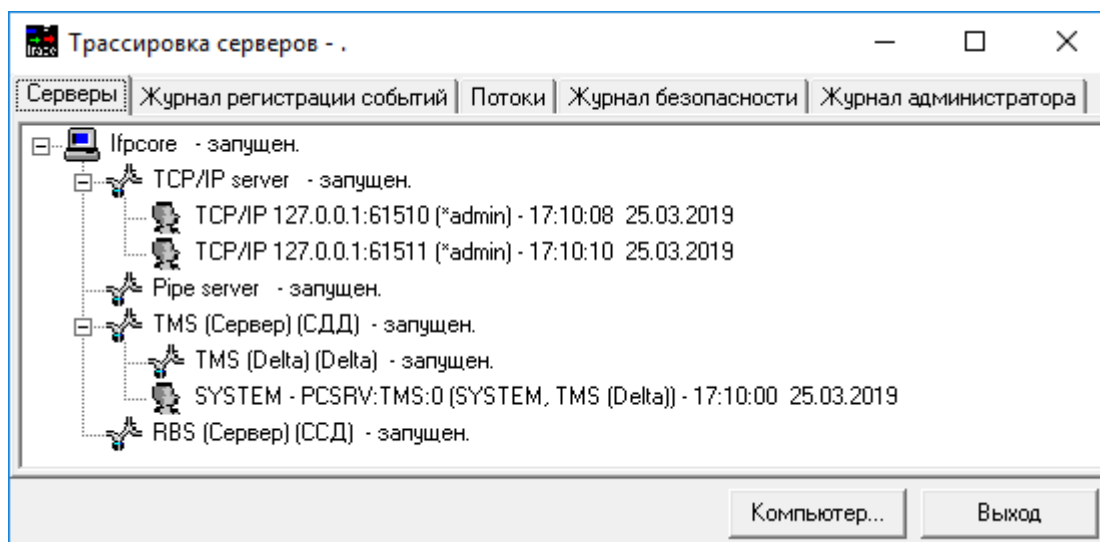 Trace
Трассировка серверов - .
Серверы Журнал регистрации событий Потоки Журнал безопасности Журнал администратора
Ifpcore - запущен.
TCP/IP server - запущен.
TCP/IP 127.0.0.1:61510 (*admin) - 17:10:08 25.03.2019
TCP/IP 127.0.0.1:61511 (*admin) - 17:10:10 25.03.2019
Pipe server - запущен.
TMS (Сервер) (СДД) - запущен.
TMS (Delta) (Delta) - запущен.
SYSTEM - PCSRV:TMS:0 (SYSTEM, TMS (Delta)) - 17:10:00 25.03.2019
RBS (Сервер) (ССД) - запущен.
Компьютер... Выход